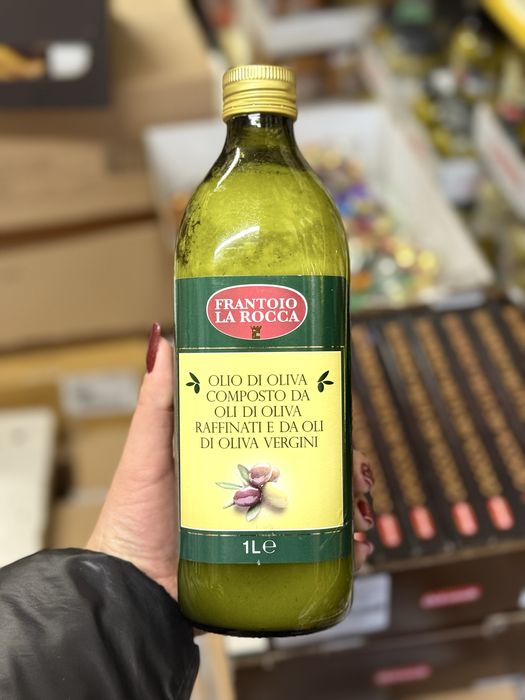 FRANTOIO
LA ROCCA
OLIO DI OLIVA
COMPOSTO DA
OLI DI OLIVA
RAFFINATI E DA OLI
DI OLIVA VERGINI
1L℮